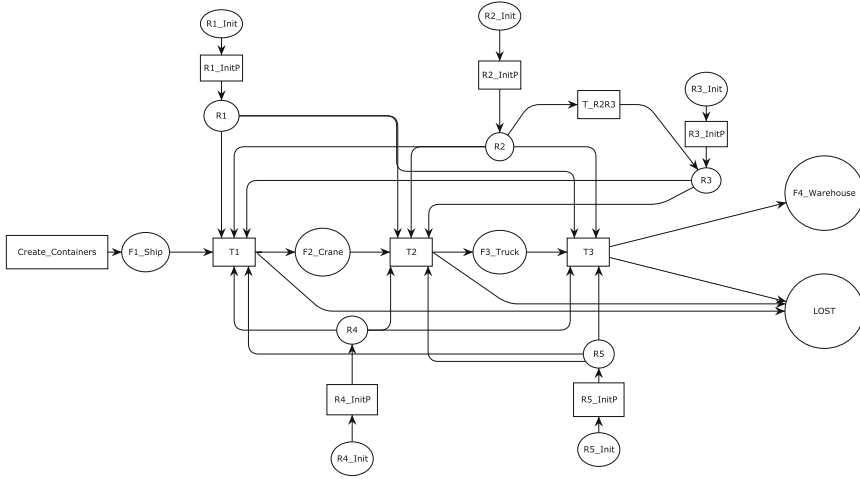 R1_Init
R2_Init
R1_InitP
R2_InitP
R3_Init
T_R2R3
R1
R3_InitP
R2
R3
F4_Warehouse
Create_Containers
F1_Ship
T1
F2_Crane
T2
F3_Truck
T3
LOST
R4
R5
R4_InitP
R5_InitP
R4_Init
R5_Init